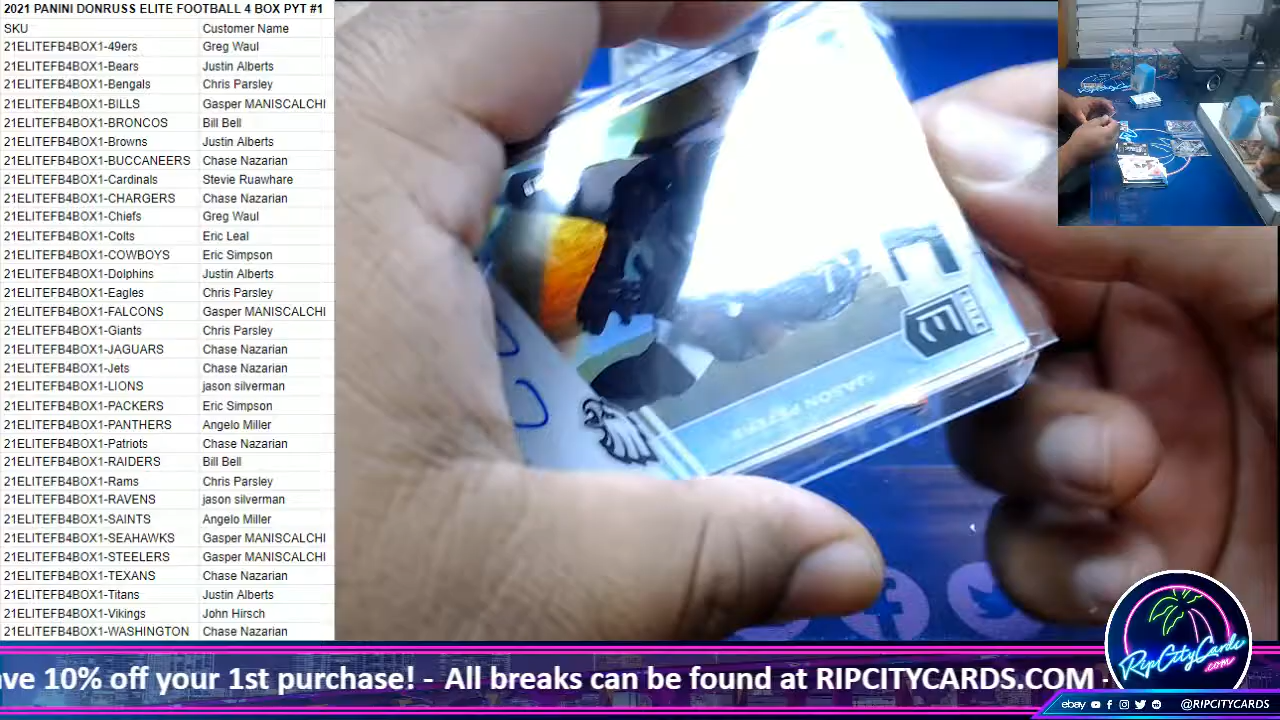 2021 PANINI DONRUSS ELITE FOOTBALL 4 BOX PYT #1
SKU Customer Name
21ELITEFB4BOX1-49ers Greg Waul
21ELITEFB4BOX1-Bears Justin Alberts
21ELITEFB4BOX1-Bengals Chris Parsley
21ELITEFB4BOX1-BILLS Gasper MANISCALCHI
21ELITEFB4BOX1-BRONCOS Bill Bell
21ELITEFB4BOX1-Browns Justin Alberts
21ELITEFB4BOX1-BUCCANEERS Chase Nazarian
21ELITEFB4BOX1-Cardinals Stevie Ruawhare
21ELITEFB4BOX1-CHARGERS Chase Nazarian
21ELITEFB4BOX1-Chiefs Greg Waul
21ELITEFB4BOX1-Colts Eric Leal
21ELITEFB4BOX1-COWBOYS Eric Simpson
21ELITEFB4BOX1-Dolphins Justin Alberts
21ELITEFB4BOX1-Eagles Chris Parsley
21ELITEFB4BOX1-FALCONS Gasper MANISCALCHI
21ELITEFB4BOX1-Giants Chris Parsley
21ELITEFB4BOX1-JAGUARS Chase Nazarian
21ELITEFB4BOX1-Jets Chase Nazarian
21ELITEFB4BOX1-LIONS jason silverman
21ELITEFB4BOX1-PACKERS Eric Simpson
21ELITEFB4BOX1-PANTHERS Angelo Miller
21ELITEFB4BOX1-Patriots Chase Nazarian
21ELITEFB4BOX1-RAIDERS Bill Bell
21ELITEFB4BOX1-Rams Chris Parsley
21ELITEFB4BOX1-RAVENS jason silverman
21ELITEFB4BOX1-SAINTS Angelo Miller
21ELITEFB4BOX1-SEAHAWKS Gasper MANISCALCHI
21ELITEFB4BOX1-STEELERS Gasper MANISCALCHI
21ELITEFB4BOX1-TEXANS Chase Nazarian
21ELITEFB4BOX1-Titans Justin Alberts
21ELITEFB4BOX1-Vikings John Hirsch
21ELITEFB4BOX1-WASHINGTON Chase Nazarian
ELITE
JASON PETERS
RipCityCards
.com
ve 10% off your 1st purchase! - All breaks can be found at RIPCITYCARDS.COM -
ebay @RIPCITYCARDS